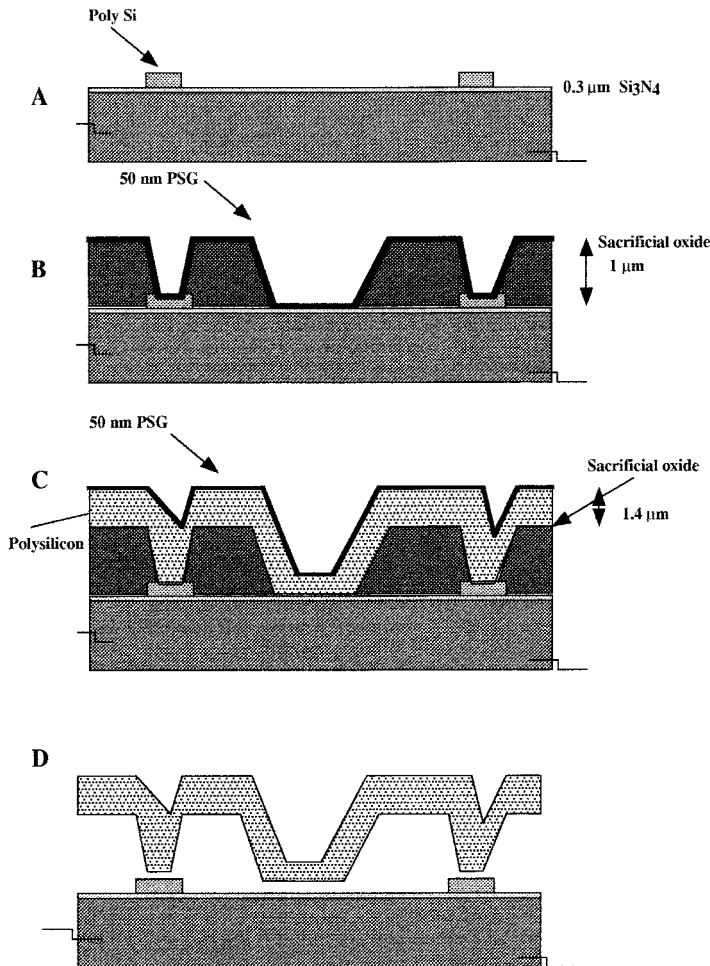 Poly Si
A
0.3 μm Si3N4
50 nm PSG
B
Sacrificial oxide
1 μm
50 nm PSG
C
Sacrificial oxide
1.4 μm
Polysilicon
D